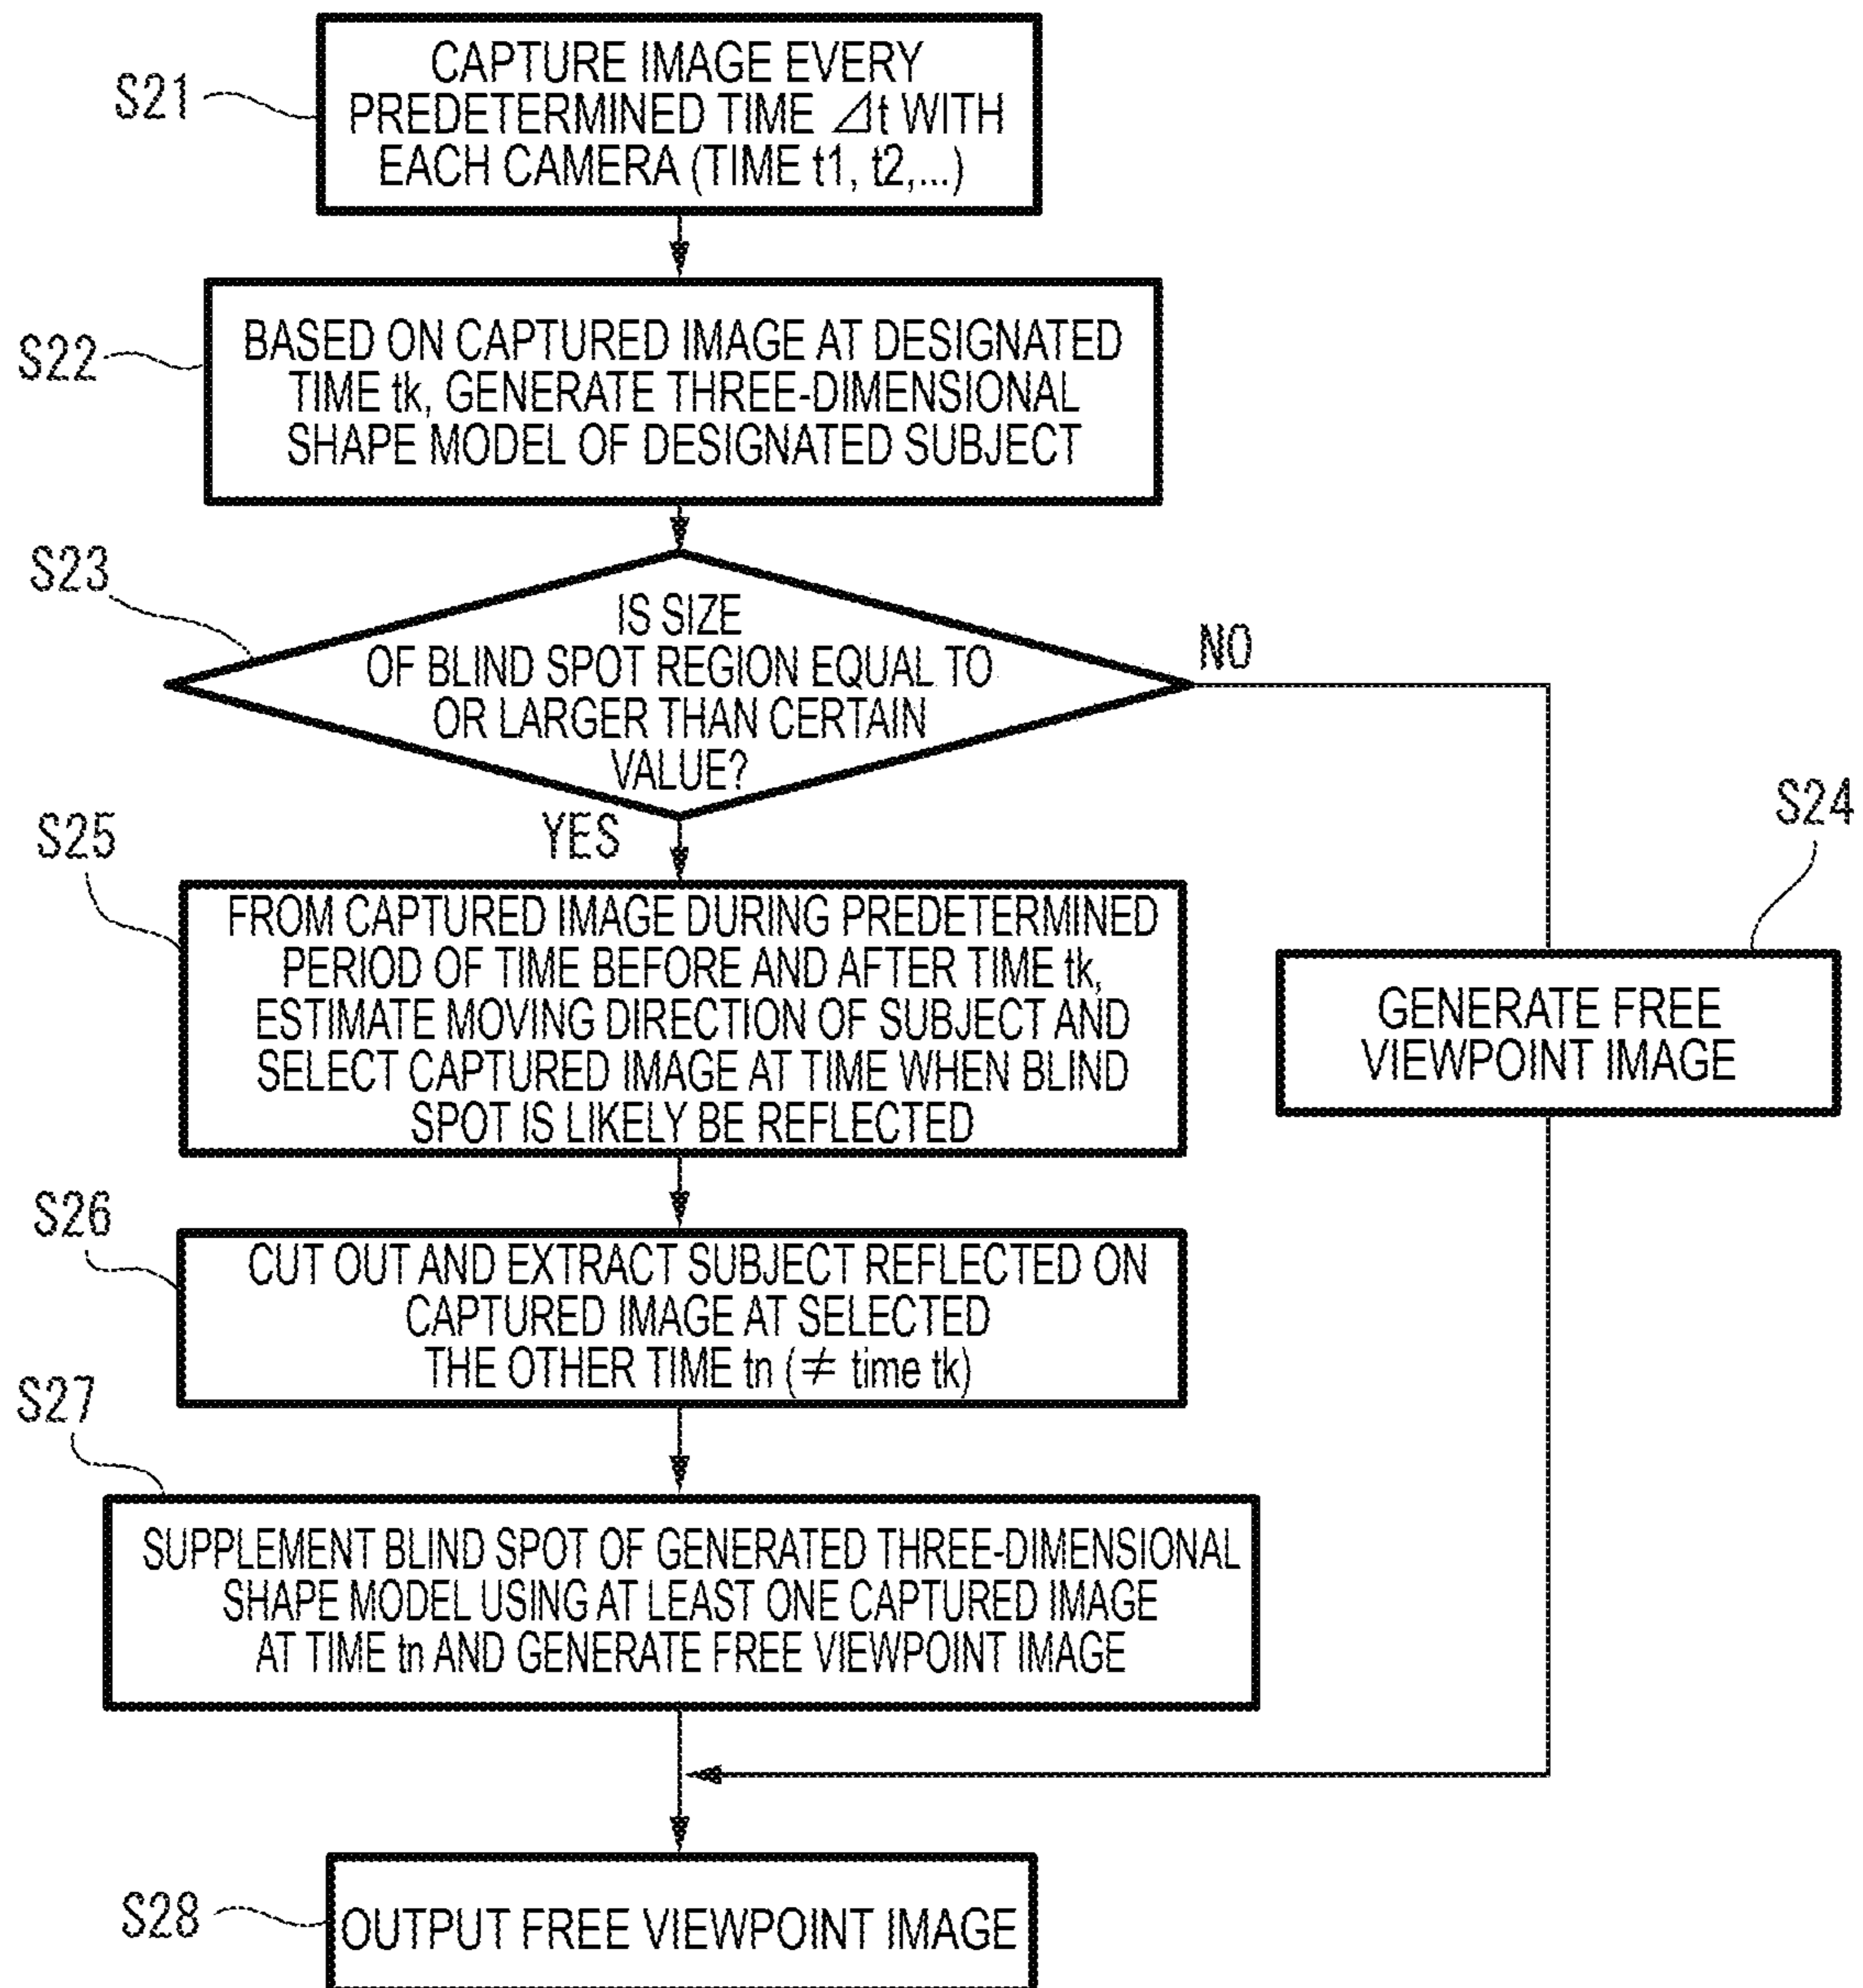 S21
CAPTURE IMAGE EVERY
PREDETERMINED TIME ⊿t WITH
EACH CAMERA (TIME t1, t2,...)
S22
BASED ON CAPTURED IMAGE AT DESIGNATED
TIME tk, GENERATE THREE-DIMENSIONAL
SHAPE MODEL OF DESIGNATED SUBJECT
S23
IS SIZE
OF BLIND SPOT REGION EQUAL TO
OR LARGER THAN CERTAIN
VALUE?
NO
YES
S24
GENERATE FREE
VIEWPOINT IMAGE
S25
FROM CAPTURED IMAGE DURING PREDETERMINED
PERIOD OF TIME BEFORE AND AFTER TIME tk,
ESTIMATE MOVING DIRECTION OF SUBJECT AND
SELECT CAPTURED IMAGE AT TIME WHEN BLIND
SPOT IS LIKELY BE REFLECTED
S26
CUT OUT AND EXTRACT SUBJECT REFLECTED ON
CAPTURED IMAGE AT SELECTED
THE OTHER TIME tn (≠ time tk)
S27
SUPPLEMENT BLIND SPOT OF GENERATED THREE-DIMENSIONAL
SHAPE MODEL USING AT LEAST ONE CAPTURED IMAGE
AT TIME tn AND GENERATE FREE VIEWPOINT IMAGE
S28
OUTPUT FREE VIEWPOINT IMAGE